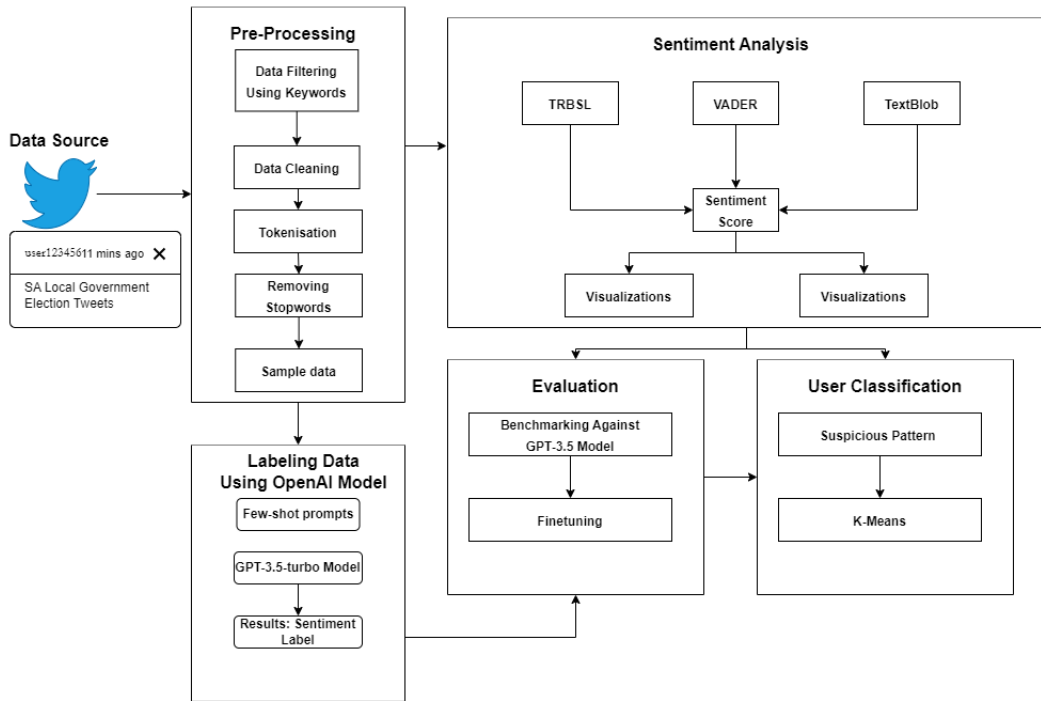 Data Source
user12345611 mins ago
SA Local Government
Election Tweets
Pre-Processing
Data Filtering
Using Keywords
Data Cleaning
Tokenisation
Removing
Stopwords
Sample data
Labeling Data
Using OpenAI Model
Few-shot prompts
GPT-3.5-turbo Model
Results: Sentiment
Label
Sentiment Analysis
TRBSL
VADER
TextBlob
Sentiment
Score
Visualizations
Visualizations
Evaluation
Benchmarking Against
GPT-3.5 Model
Finetuning
User Classification
Suspicious Pattern
K-Means